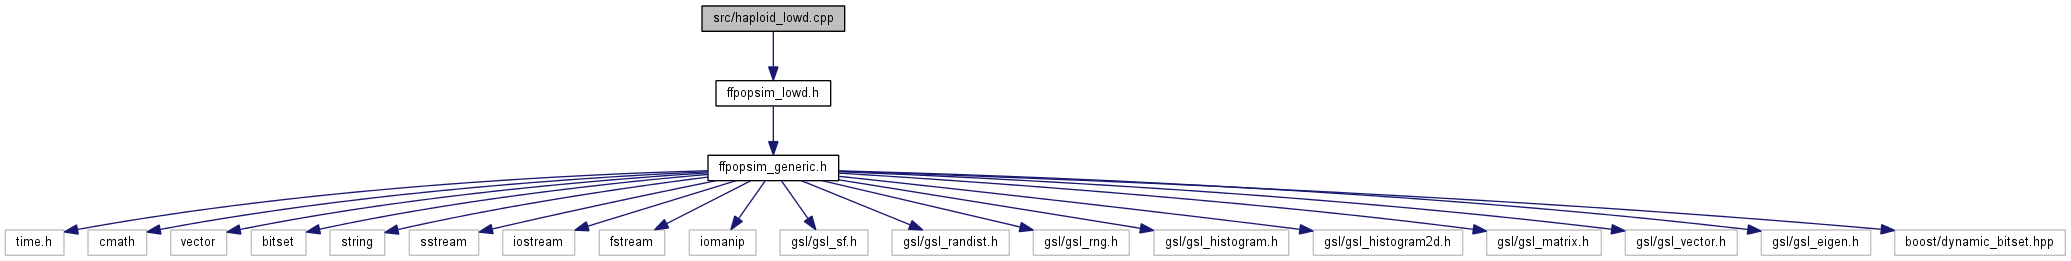 src/haploid_lowd.cpp
ffpopsim_lowd.h
ffpopsim_generic.h
time.h
cmath
vector
bitset
string
sstream
iostream
fstream
iomanip
gsl/gsl_sf.h
gsl/gsl_randist.h
gsl/gsl_rng.h
gsl/gsl_histogram.h
gsl/gsl_histogram2d.h
gsl/gsl_matrix.h
gsl/gsl_vector.h
gsl/gsl_eigen.h
boost/dynamic_bitset.hpp